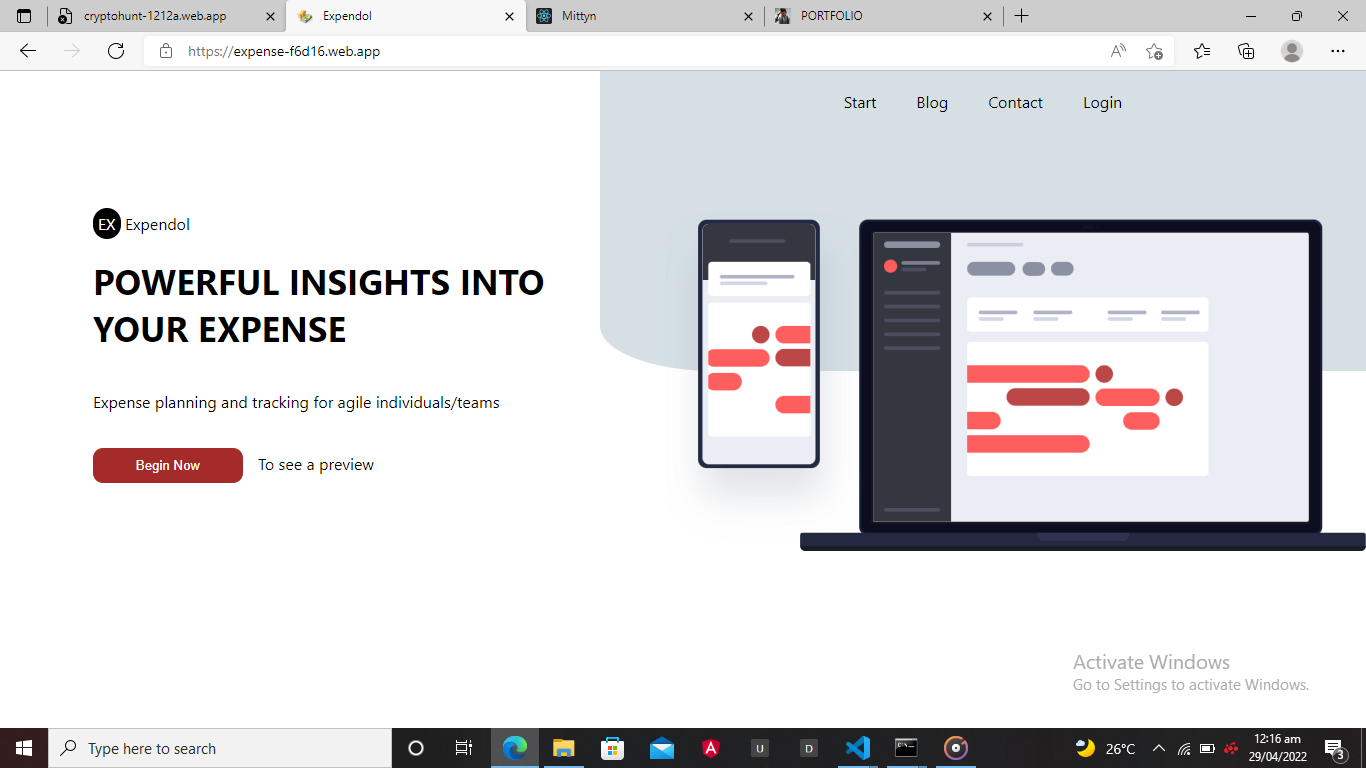 cryptohunt-1212a.web.app
Expendol
Mittyn
PORTFOLIO
https://expense-f6d16.web.app
Start
Blog
Contact
Login
EX Expendol
POWERFUL INSIGHTS INTO
YOUR EXPENSE
Expense planning and tracking for agile individuals/teams
Begin Now
To see a preview
Activate Windows
Go to Settings to activate Windows.
Type here to search
U
D
26°C
12:16 am
29/04/2022
3